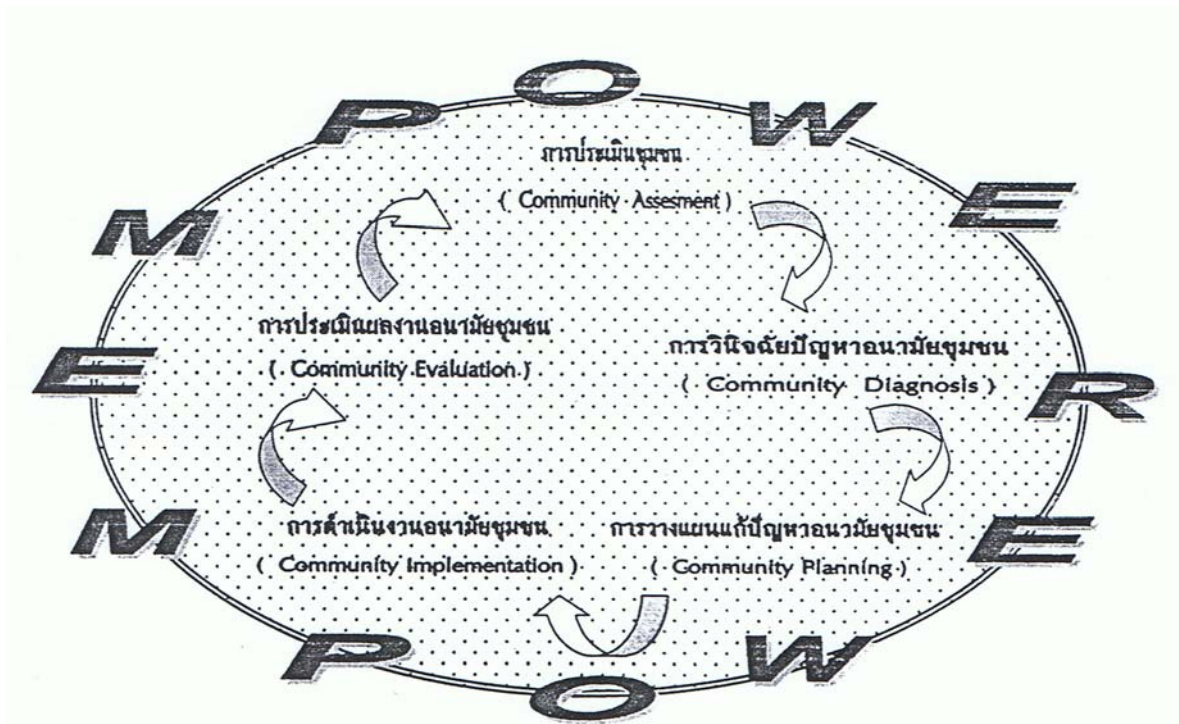 EMPOWER
การประเมินชุมชน
( Community Assesment )
การประเมินผลงานอนามัยชุมชน
( Community Evaluation )
การวินิจฉัยปัญหาอนามัยชุมชน
( Community Diagnosis )
การดำเนินงานอนามัยชุมชน
( Community Implementation )
การวางแผนแก้ปัญหาอนามัยชุมชน
( Community Planning )
MPOWE